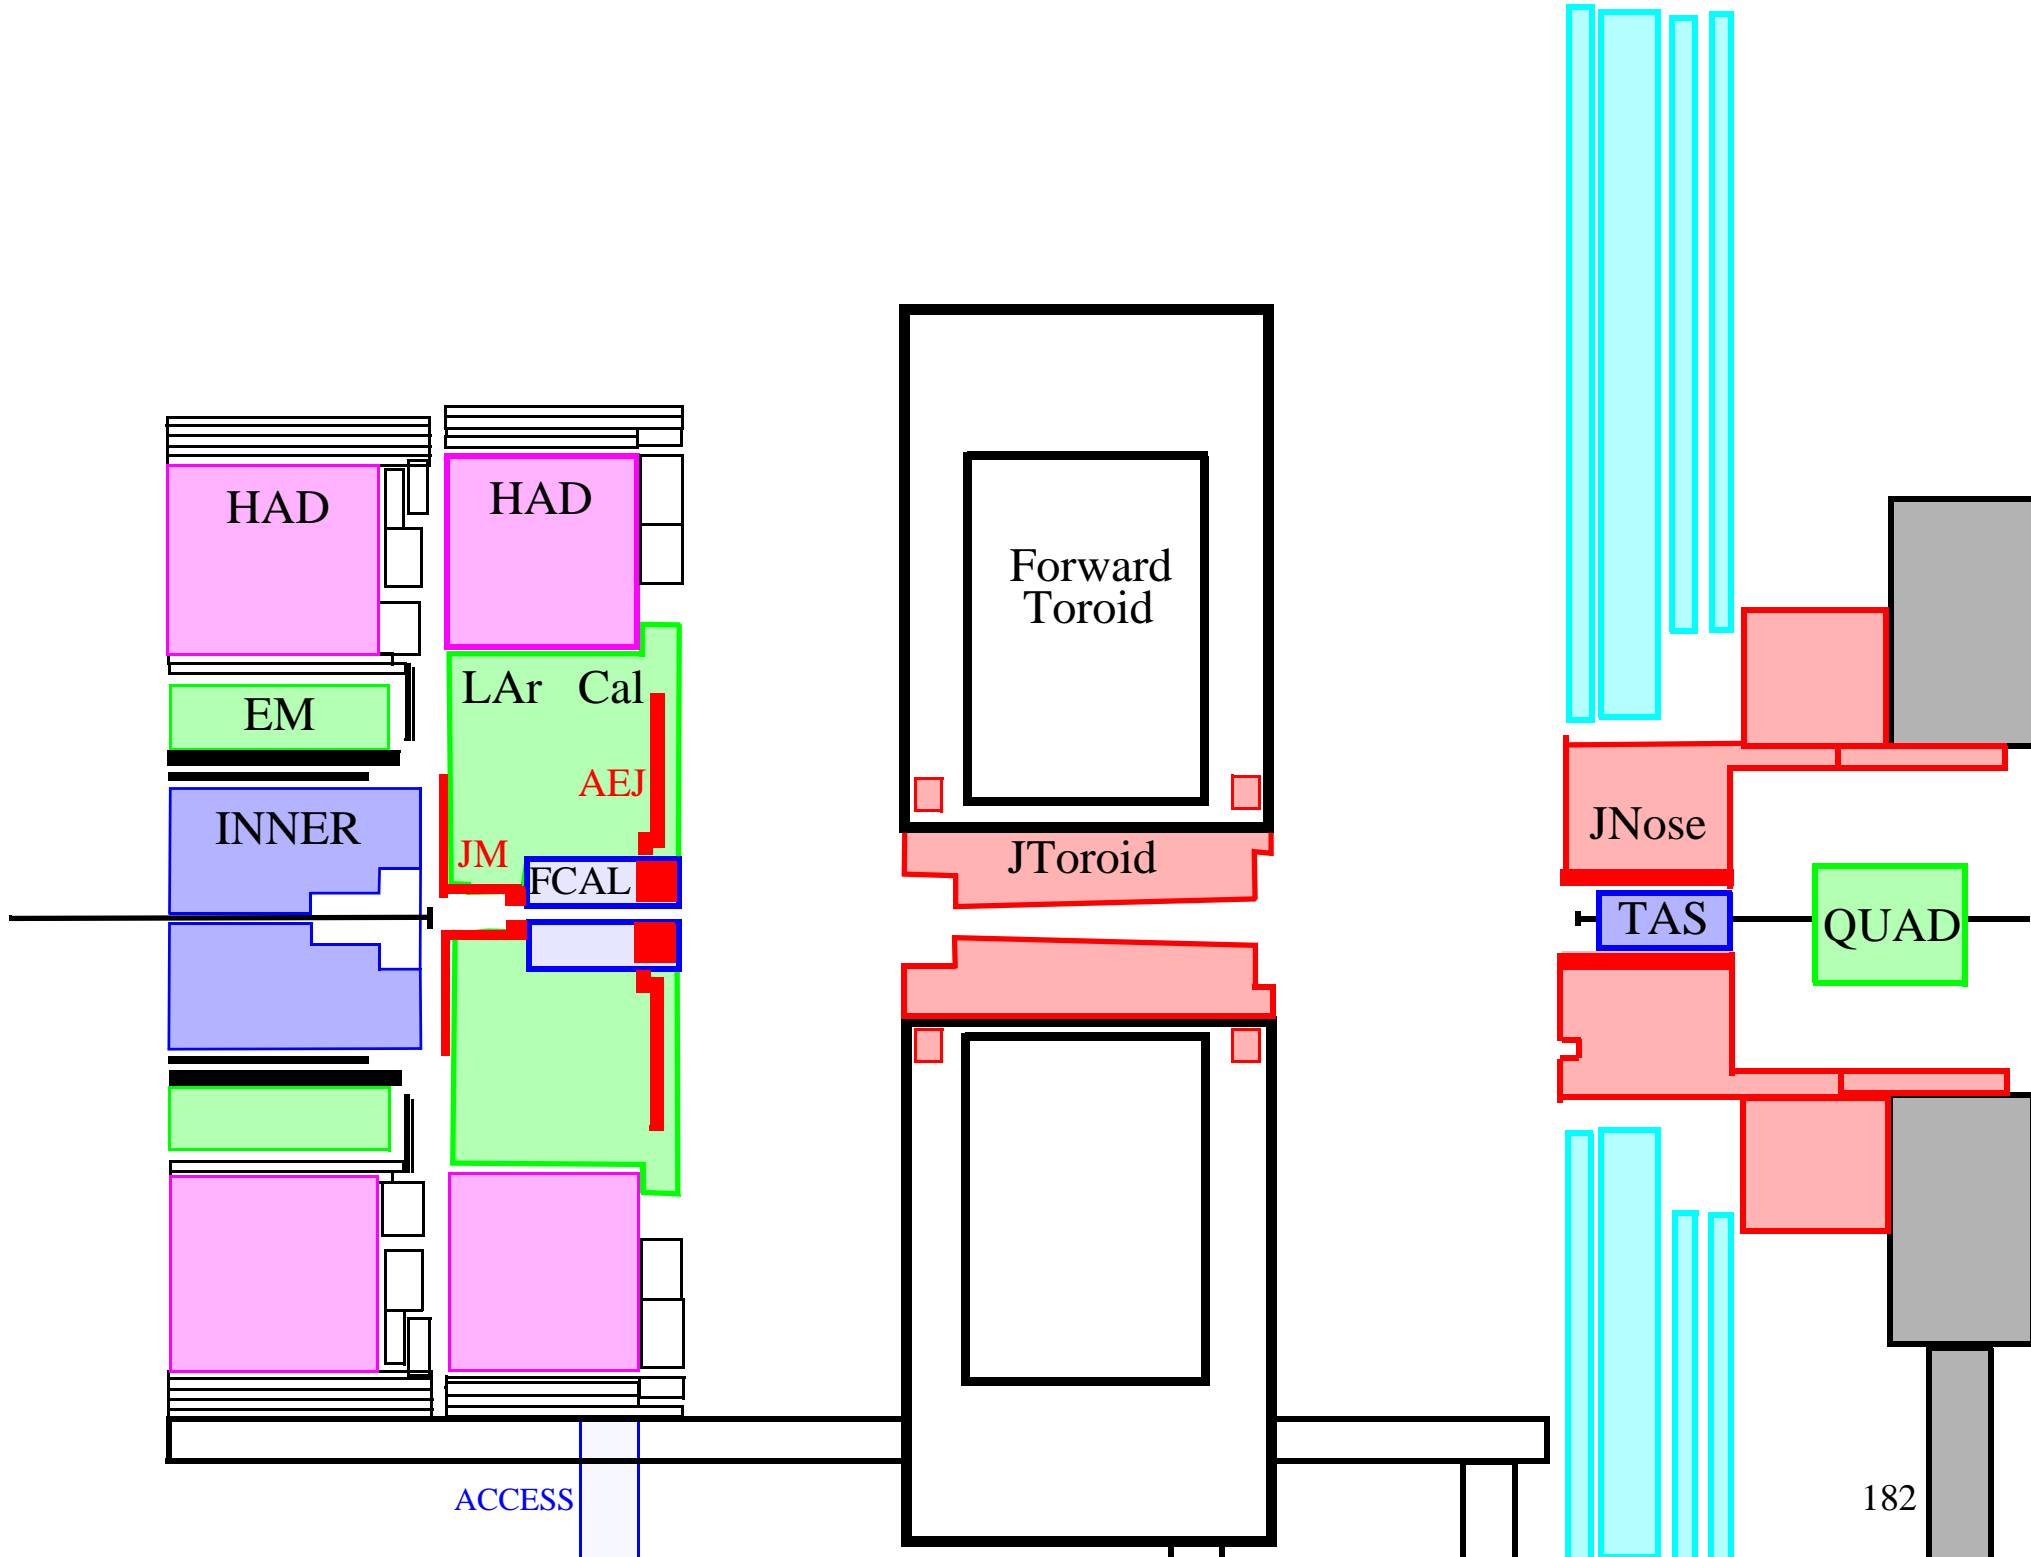 HAD
HAD
Forward
Toroid
LAr Cal
EM
AEJ
INNER
JM
FCAL
JToroid
JNose
TAS
QUAD
ACCESS
182